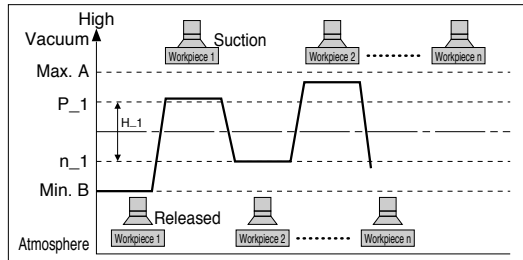 High
Vacuum
Suction
Workpiece 1
Workpiece 2
Workpiece n
Max. A
P_1
H_1
n_1
Min. B
Released
Workpiece 1
Workpiece 2
Workpiece n
Atmosphere